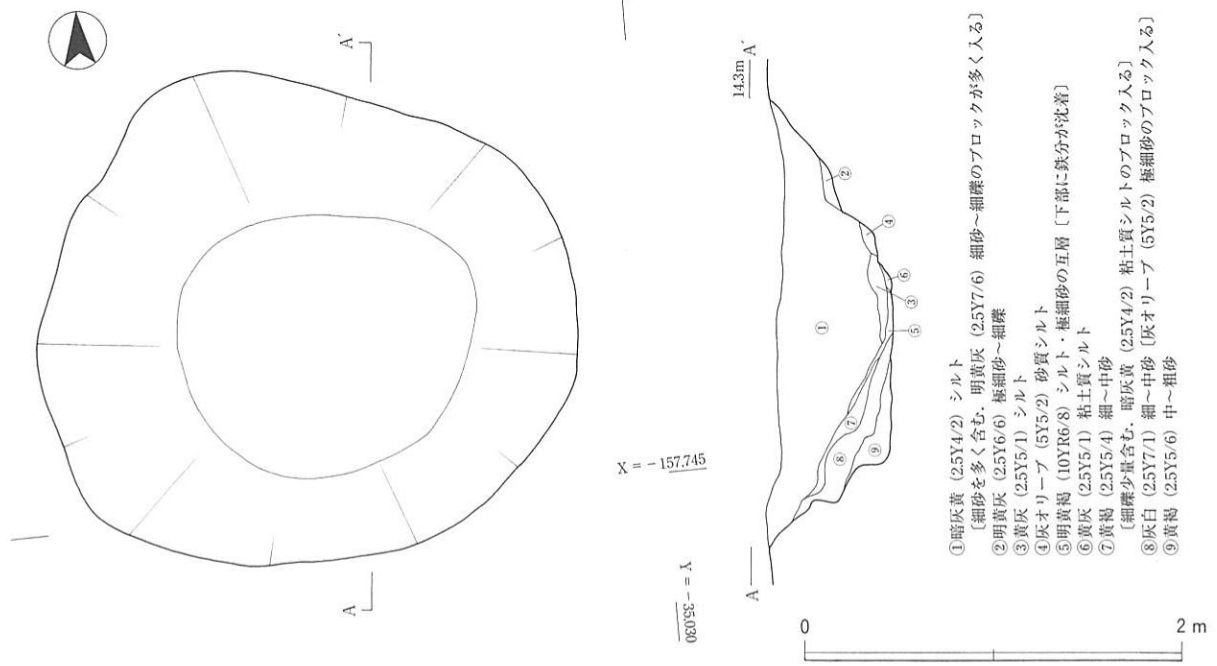 A´
A
X = −157,745
Y = −35,030
14.3m A´
A
①
②
③
④
⑤
⑥
⑦
⑧
⑨
①暗灰黄 (2.5Y4/2) シルト
〔細砂を多く含む、明黄灰 (2.5Y7/6) 細砂～細礫のブロックが多く入る〕
②明黄灰 (2.5Y6/6) 極細砂～細礫
③黄灰 (2.5Y5/1) シルト
④灰オリーブ (5Y5/2) 砂質シルト
⑤明黄褐 (10YR6/8) シルト・極細砂の互層〔下部に鉄分が沈着〕
⑥黄灰 (2.5Y5/1) 粘土質シルト
⑦黄褐 (2.5Y5/4) 細～中砂
〔細礫少量含む、暗灰黄 (2.5Y4/2) 粘土質シルトのブロック入る〕
⑧灰白 (2.5Y7/1) 細～中砂〔灰オリーブ (5Y5/2) 極細砂のブロック入る〕
⑨黄褐 (2.5Y5/6) 中～粗砂
0
2 m